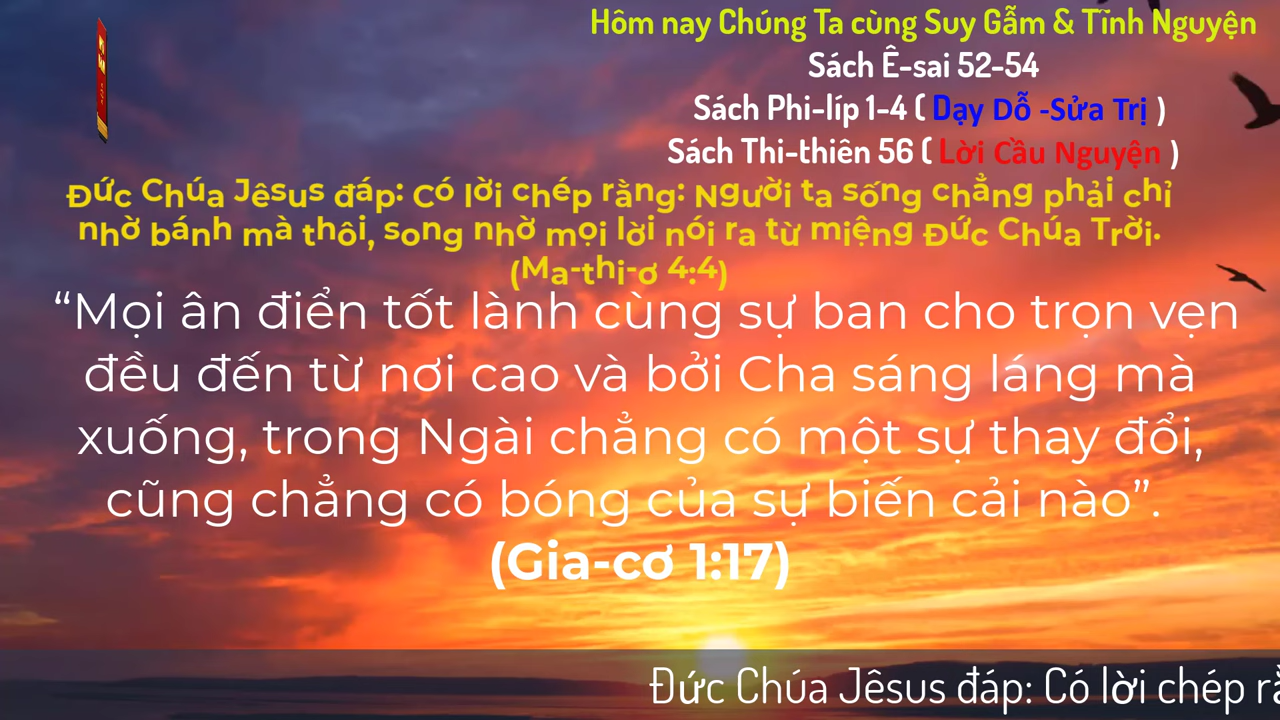 Hôm nay Chúng Ta cùng Suy Gẫm & Tĩnh Nguyện
Sách Ê-sai 52-54
Sách Phi-líp 1-4 ( Dạy Dỗ -Sửa Trị )
Sách Thi-thiên 56 ( Lời Cầu Nguyện )
Đức Chúa Jêsus đáp: Có lời chép rằng: Người ta sống chẳng phải chỉ
nhờ bánh mà thôi, song nhờ mọi lời nói ra từ miệng Đức Chúa Trời.
(Ma-thi-ơ 4:4)
“Mọi ân điển tốt lành cùng sự ban cho trọn vẹn
đều đến từ nơi cao và bởi Cha sáng láng mà
xuống, trong Ngài chẳng có một sự thay đổi,
cũng chẳng có bóng của sự biến cải nào”.
(Gia-cơ 1:17)
Đức Chúa Jêsus đáp: Có lời chép